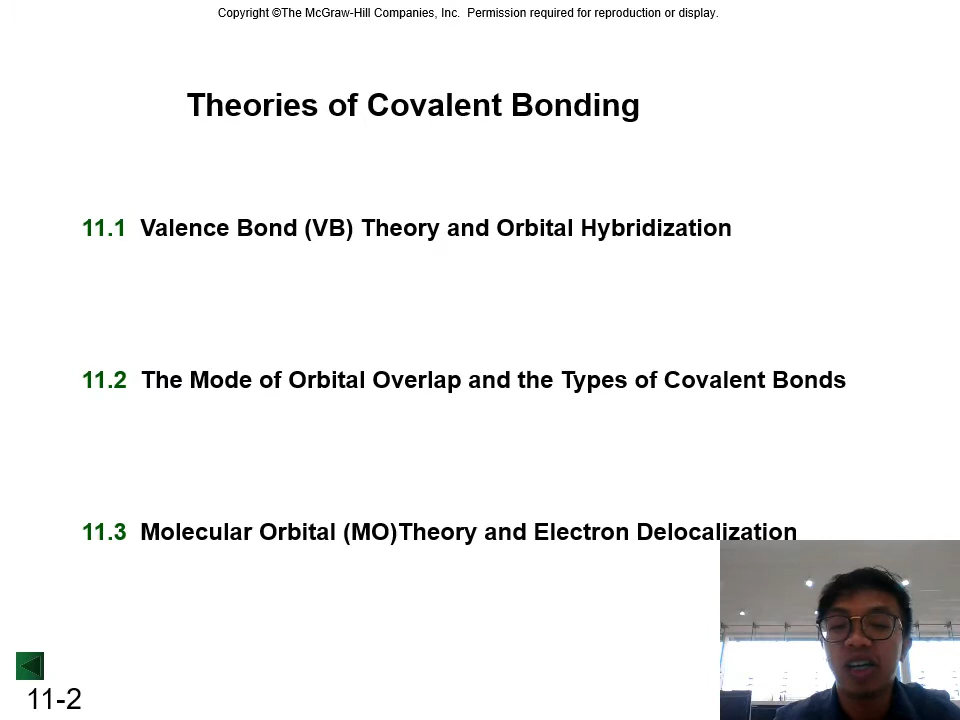 Copyright ©The McGraw-Hill Companies, Inc.  Permission required for reproduction or display.
Theories of Covalent Bonding
11.1  Valence Bond (VB) Theory and Orbital Hybridization
11.2  The Mode of Orbital Overlap and the Types of Covalent Bonds
11.3  Molecular Orbital (MO)Theory and Electron Delocalization
11-2